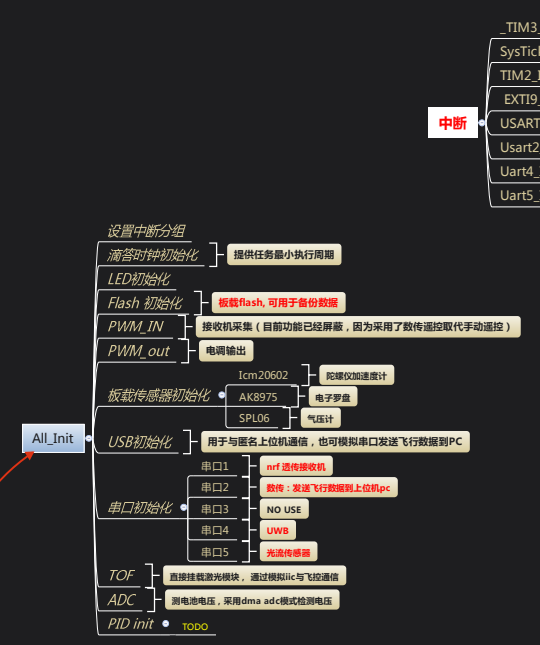 _TIM3_
SysTick
TIM2_I
EXTI9_
中断
USART
Usart2
Uart4_
Uart5_
设置中断分组
滴答时钟初始化 提供任务最小执行周期
LED初始化
Flash 初始化 板载flash, 可用于备份数据
PWM_IN 接收机采集（目前功能已经屏蔽，因为采用了数传遥控取代手动遥控）
PWM_out 电调输出
板载传感器初始化
Icm20602 陀螺仪加速度计
AK8975 电子罗盘
SPL06 气压计
All_Init
USB初始化 用于与匿名上位机通信，也可模拟串口发送飞行数据到PC
串口初始化
串口1 nrf 透传接收机
串口2 数传：发送飞行数据到上位机pc
串口3 NO USE
串口4 UWB
串口5 光流传感器
TOF 直接挂载激光模块，通过模拟iic与飞控通信
ADC 测电池电压，采用dma adc模式检测电压
PID init TODO